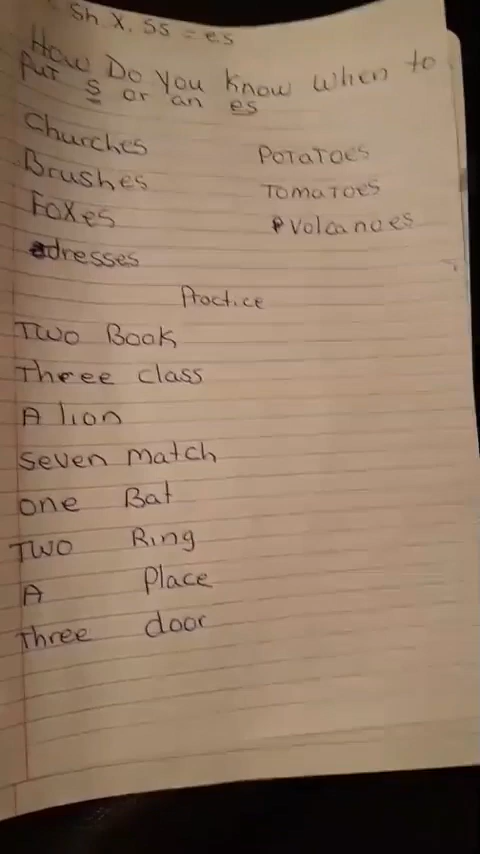 Sh X. SS = es
How Do You Know when to
Put S or an es
Churches
Brushes
Foxes
adresses
Potatoes
Tomatoes
Volcanoes
Practice
Two Book
Three class
A lion
Seven match
one Bat
Two Ring
A Place
Three door